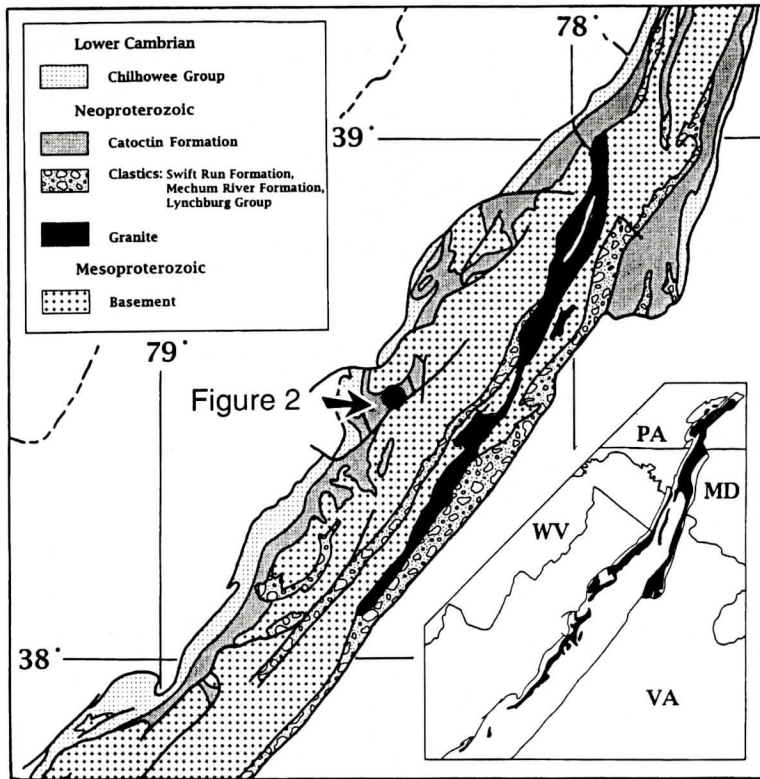 Lower Cambrian
Chilhowee Group
Neoproterozoic
Catoctin Formation
Clastics: Swift Run Formation,
Mechum River Formation,
Lynchburg Group
Granite
Mesoproterozoic
Basement
78°
39°
79°
Figure 2
38°
PA
MD
WV
VA